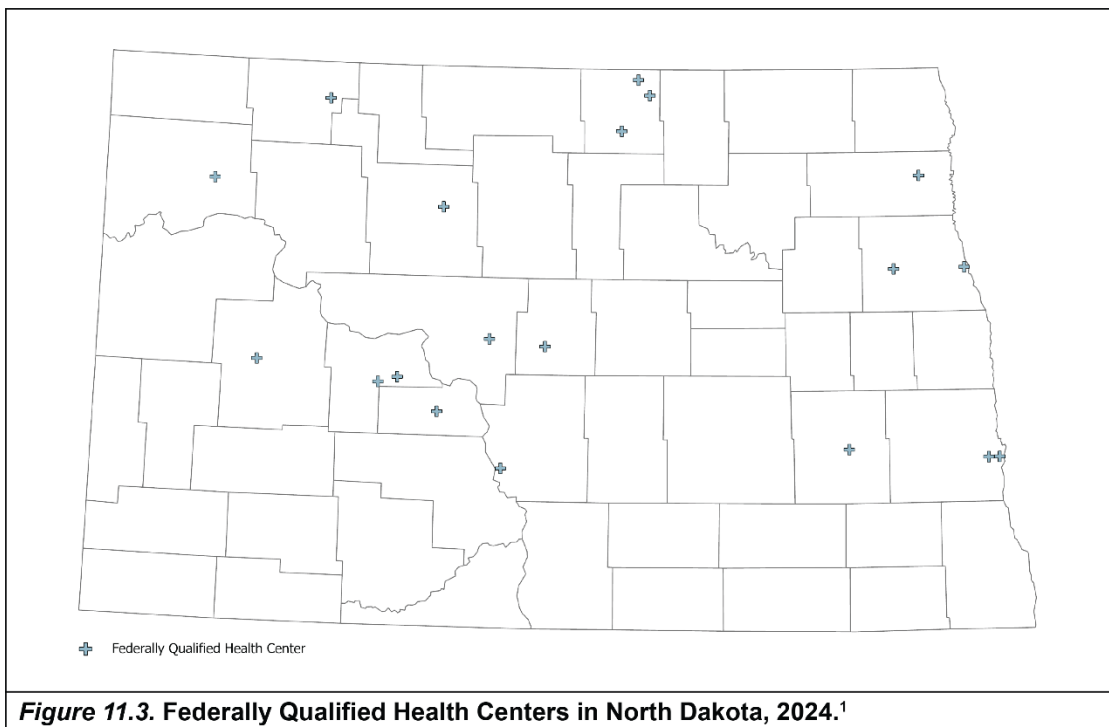 Federally Qualified Health Center
Figure 11.3. Federally Qualified Health Centers in North Dakota, 2024.¹